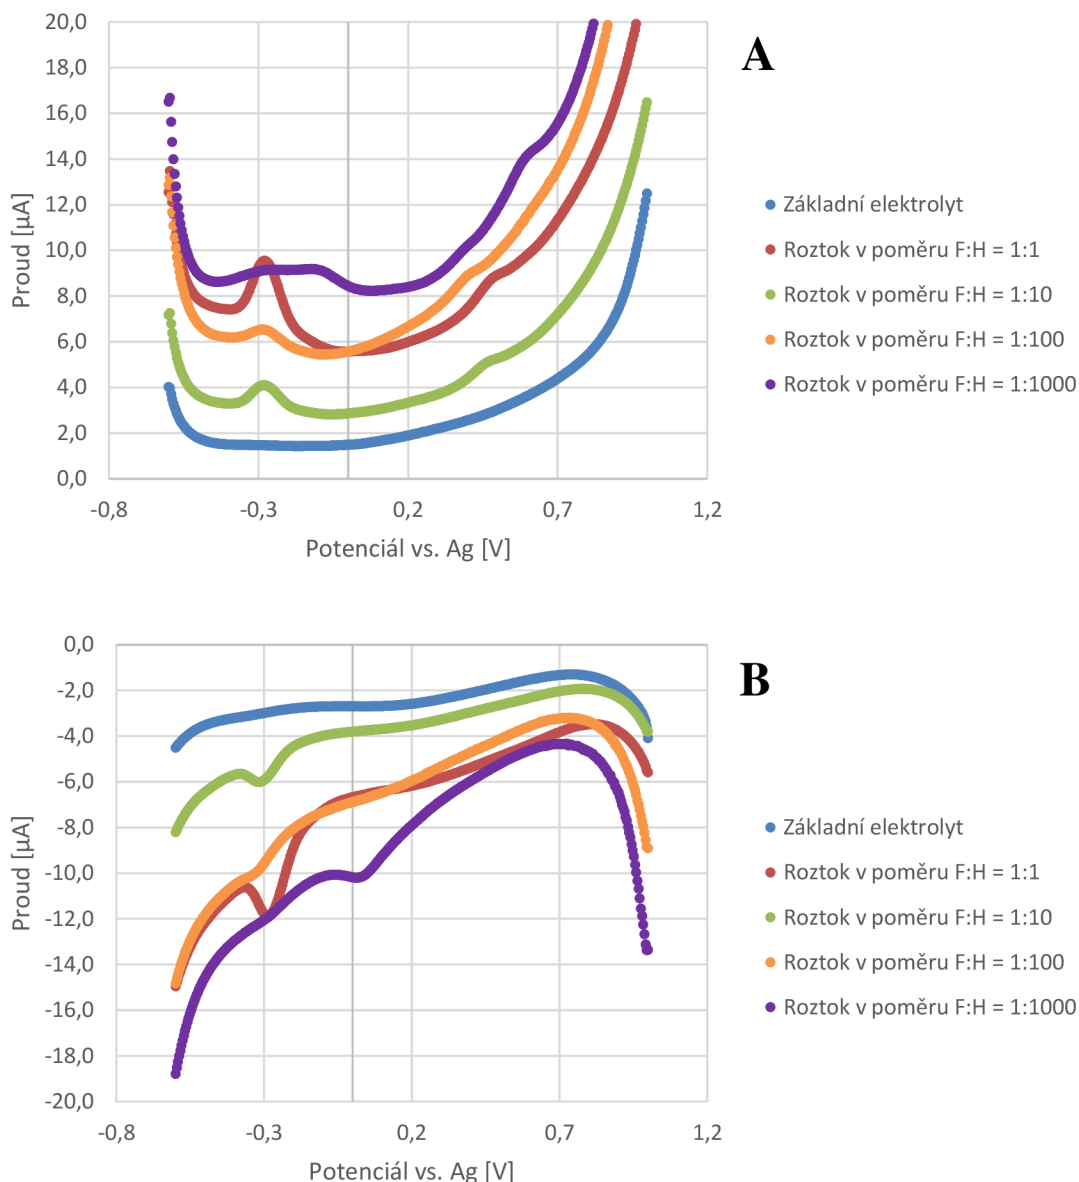 20,0
18,0
16,0
14,0
12,0
10,0
8,0
6,0
4,0
2,0
0,0
Proud [µA]
-0,8
-0,3
0,2
0,7
1,2
Potenciál vs. Ag [V]
A
Základní elektrolyt
Roztok v poměru F:H = 1:1
Roztok v poměru F:H = 1:10
Roztok v poměru F:H = 1:100
Roztok v poměru F:H = 1:1000
0,0
-2,0
-4,0
-6,0
-8,0
-10,0
-12,0
-14,0
-16,0
-18,0
-20,0
Proud [µA]
-0,8
-0,3
0,2
0,7
1,2
Potenciál vs. Ag [V]
B
Základní elektrolyt
Roztok v poměru F:H = 1:1
Roztok v poměru F:H = 1:10
Roztok v poměru F:H = 1:100
Roztok v poměru F:H = 1:1000